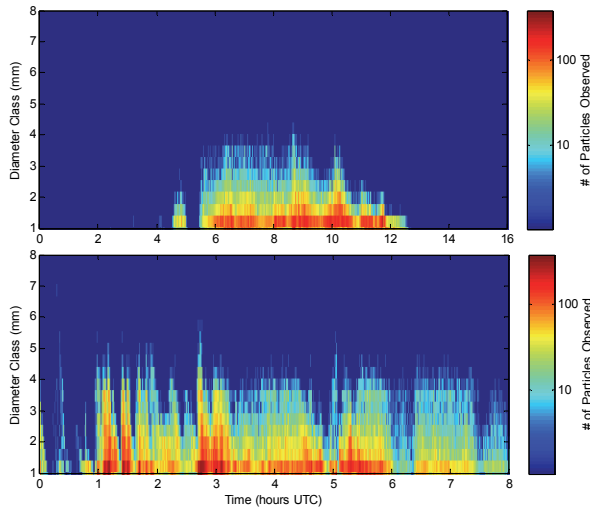 8
7
6
5
4
3
2
1
Diameter Class (mm)
0 2 4 6 8 10 12 14 16
100
10
# of Particles Observed
8
7
6
5
4
3
2
1
Diameter Class (mm)
0 1 2 3 4 5 6 7 8
Time (hours UTC)
100
10
# of Particles Observed